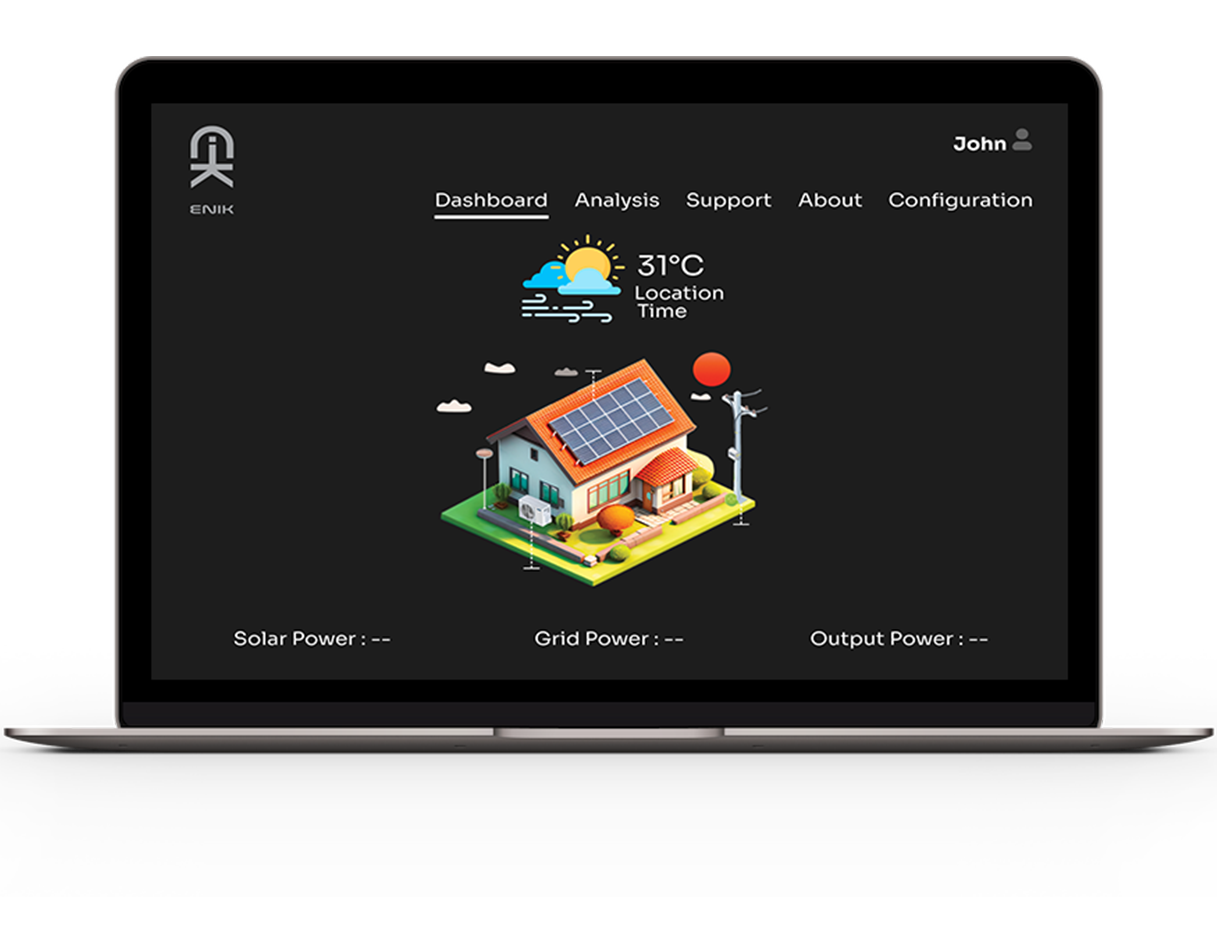 ENIK
John
Dashboard Analysis Support About Configuration
31°C
Location
Time
Solar Power : -- Grid Power : -- Output Power : --